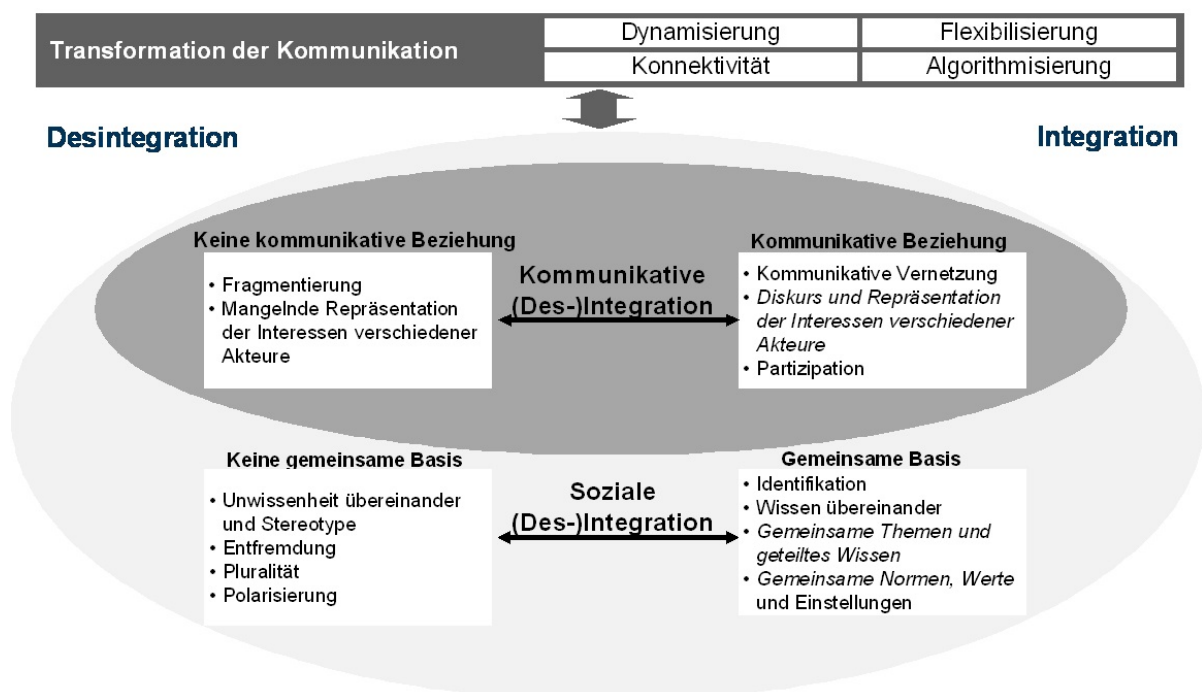 Transformation der Kommunikation
Dynamisierung
Flexibilisierung
Konnektivität
Algorithmisierung
Desintegration
Integration
Keine kommunikative Beziehung
• Fragmentierung
• Mangelnde Repräsentation
der Interessen verschiedener
Akteure
Kommunikative
(Des-)Integration
Kommunikative Beziehung
• Kommunikative Vernetzung
• Diskurs und Repräsentation
der Interessen verschiedener
Akteure
• Partizipation
Keine gemeinsame Basis
• Unwissenheit übereinander
und Stereotype
• Entfremdung
• Pluralität
• Polarisierung
Soziale
(Des-)Integration
Gemeinsame Basis
• Identifikation
• Wissen übereinander
• Gemeinsame Themen und
geteiltes Wissen
• Gemeinsame Normen, Werte
und Einstellungen